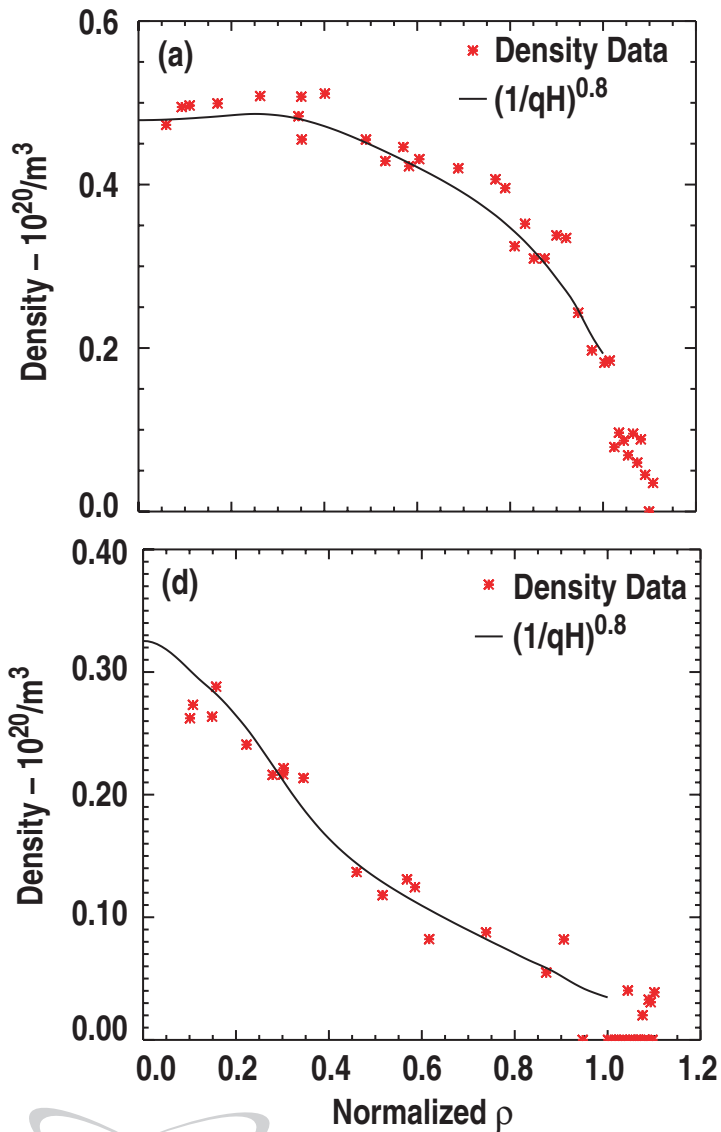 0.6
(a)
Density Data
(1/qH)^0.8
0.4
0.2
0.0
Density – 10^20/m^3
0.40
(d)
Density Data
(1/qH)^0.8
0.30
0.20
0.10
0.00
Density – 10^20/m^3
0.0 0.2 0.4 0.6 0.8 1.0 1.2
Normalized ρ